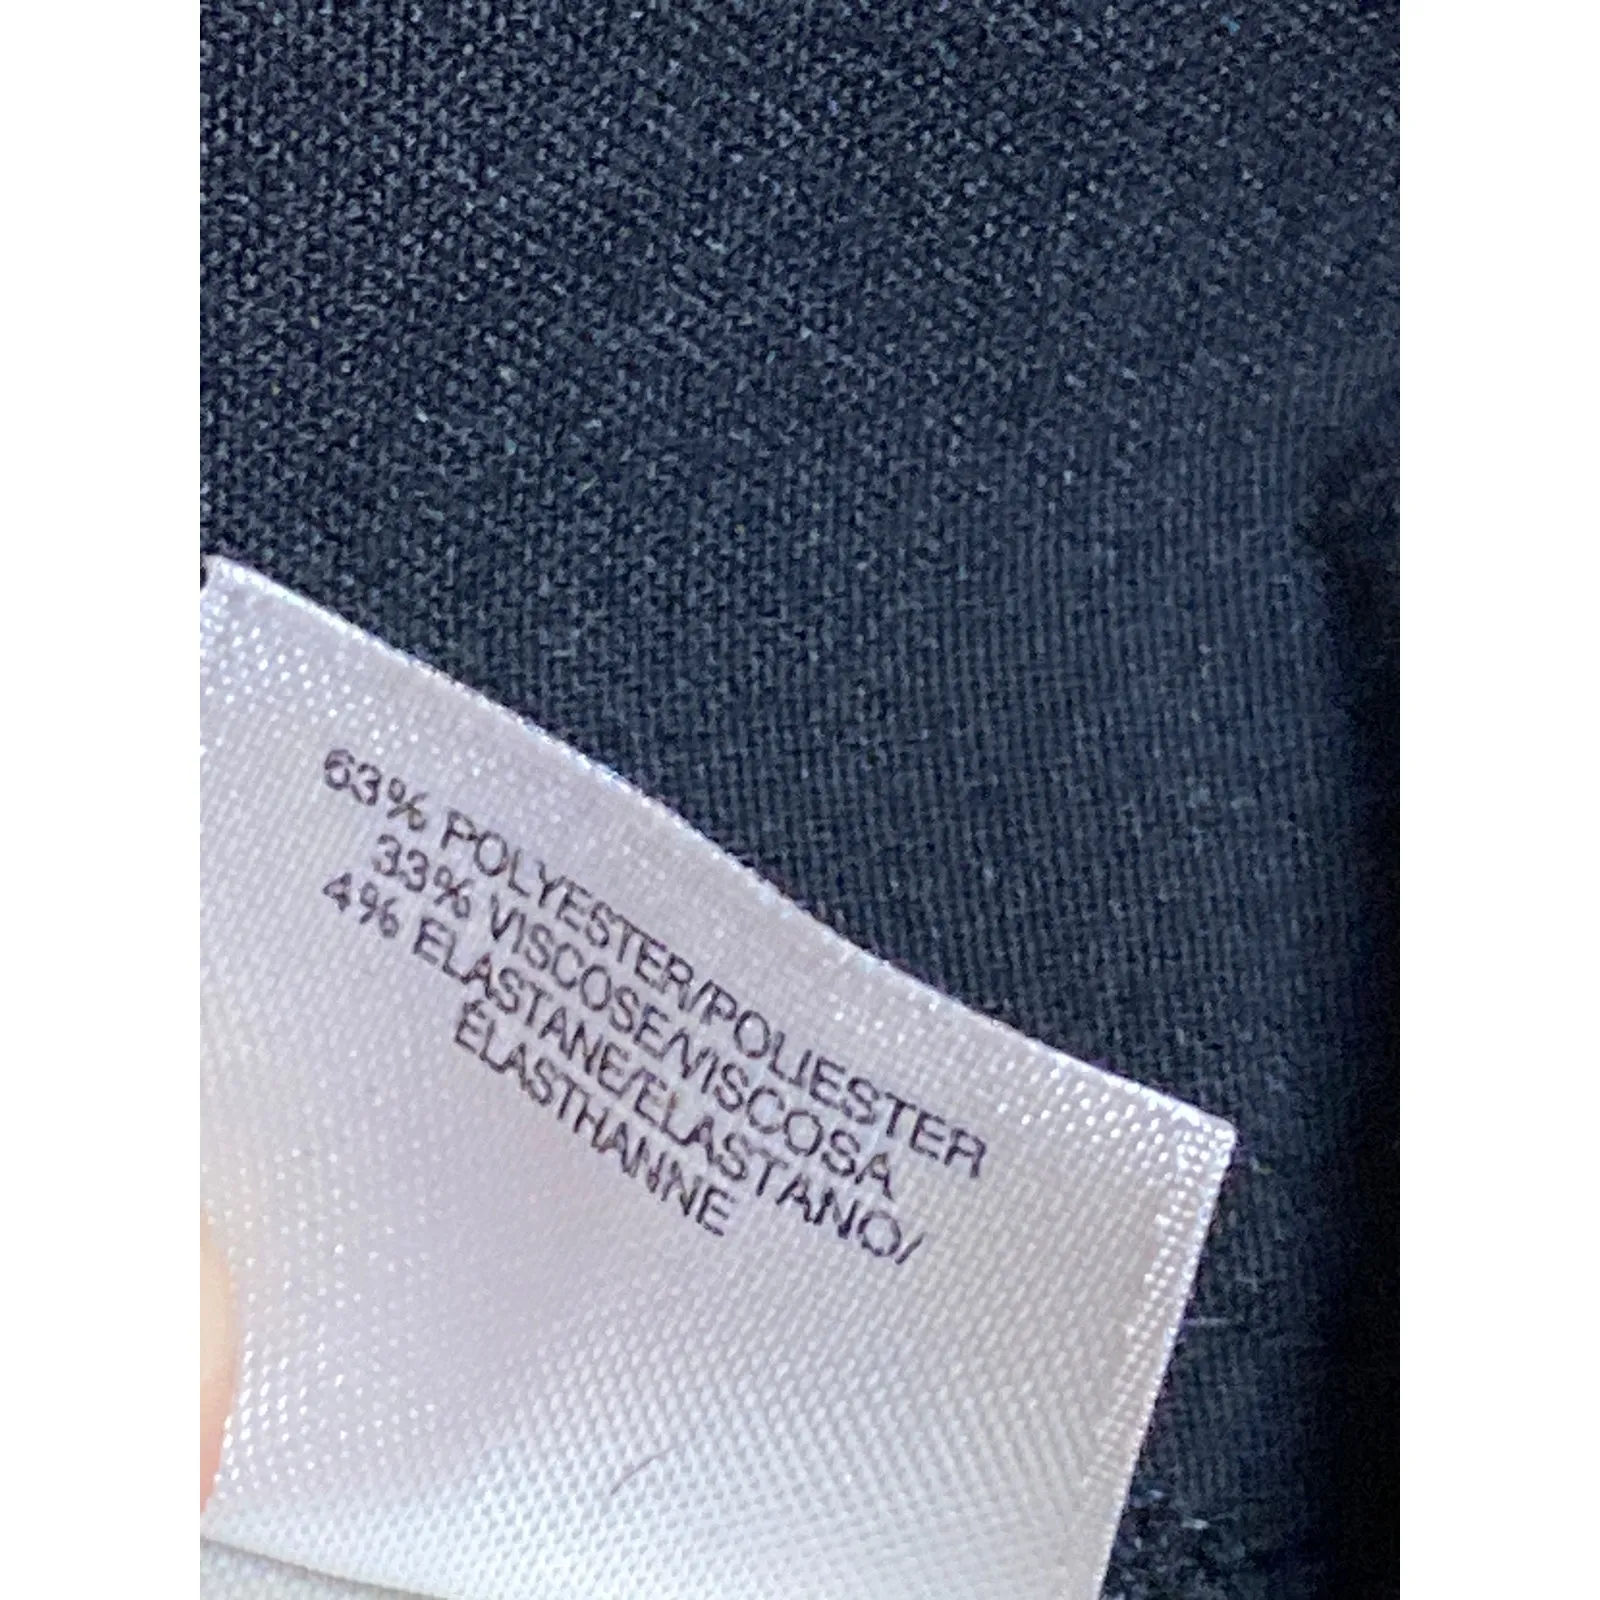 63% POLYESTER/POLIESTER
33% VISCOSE/VISCOSA
4% ELASTANE/ELASTANO/
ÉLASTHANNE